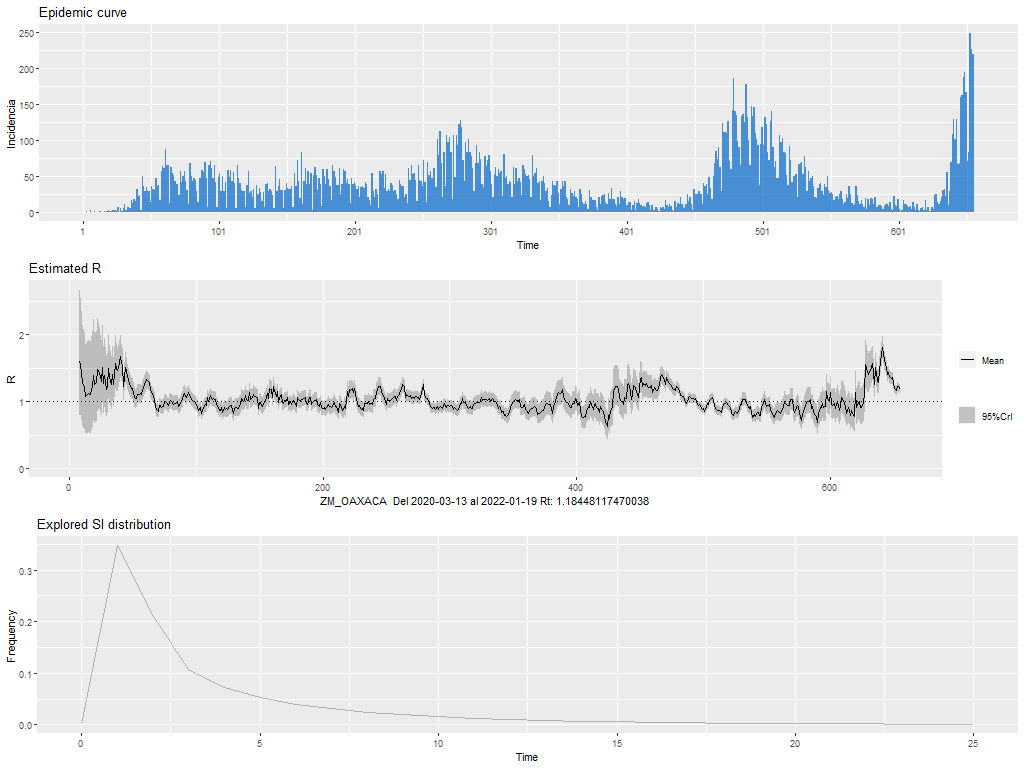 Epidemic curve
250
200
150
100
50
0
Incidencia
1
101
201
301
401
501
601
Time
Estimated R
2
1
0
R
0
200
400
600
ZM_OAXACA Del 2020-03-13 al 2022-01-19 Rt: 1.18448117470038
Mean
95%CrI
Explored SI distribution
0.3
0.2
0.1
0.0
Frequency
0
5
10
15
20
25
Time